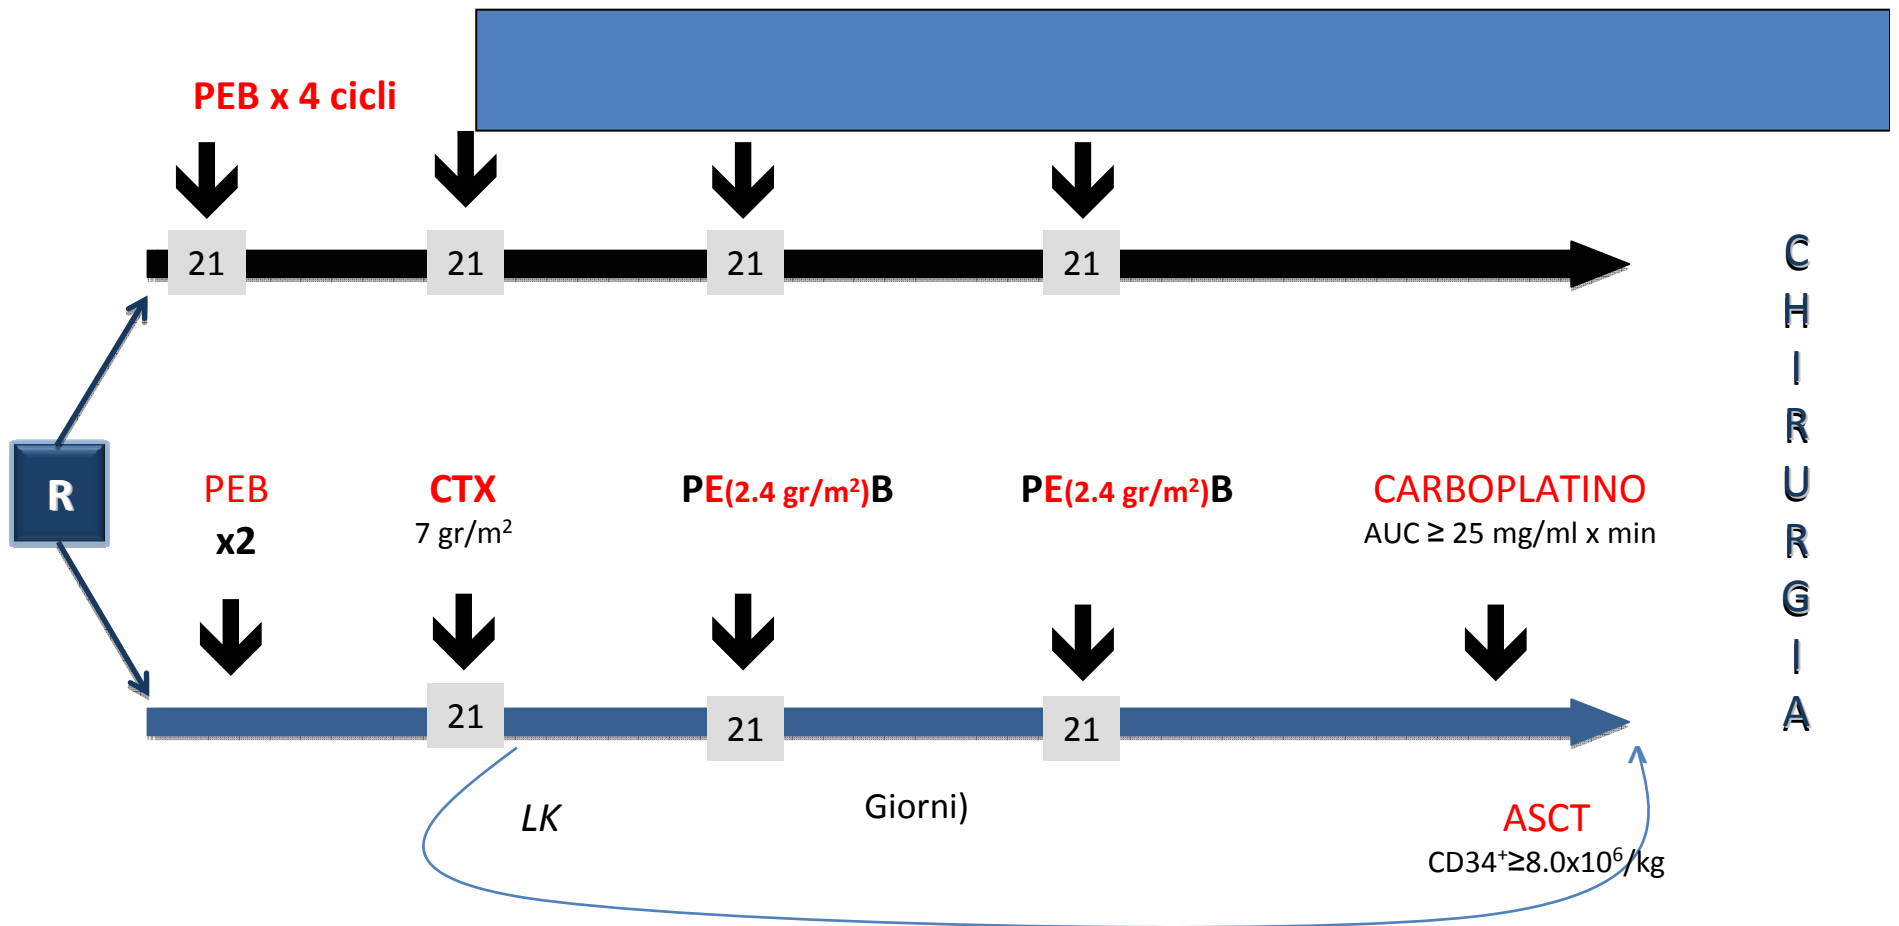 PEB x 4 cicli
21 21 21 21
R
PEB CTX PE(2.4 gr/m²)B PE(2.4 gr/m²)B CARBOPLATINO
x2 7 gr/m² AUC ≥ 25 mg/ml x min
21 21 21
LK Giorni) ASCT
CD34⁺≥8.0x10⁶/kg
C
H
I
R
U
R
G
I
A